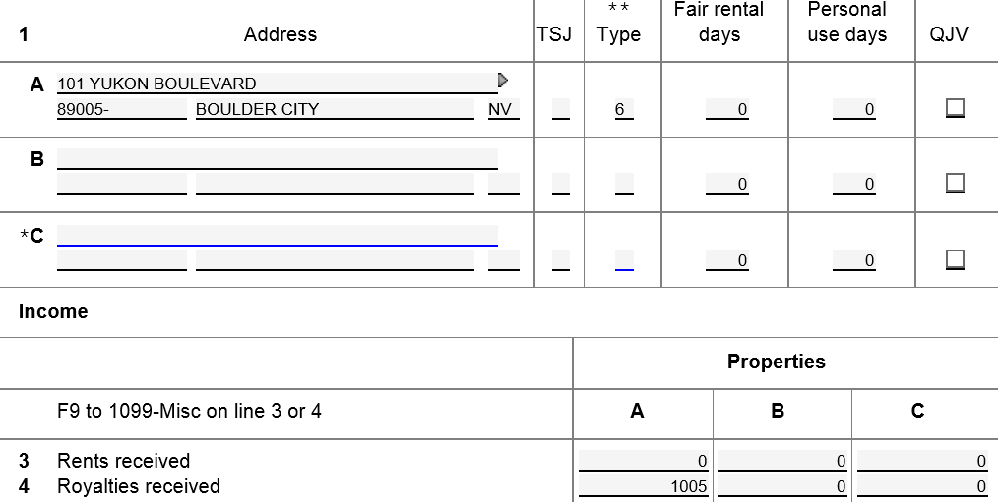 ** Fair rental Personal
1 Address TSJ Type days use days QJV
A 101 YUKON BOULEVARD
89005- BOULDER CITY NV 6 0 0
B
0 0
*C
0 0
Income
Properties
F9 to 1099-Misc on line 3 or 4 A B C
3 Rents received 0 0 0
4 Royalties received 1005 0 0